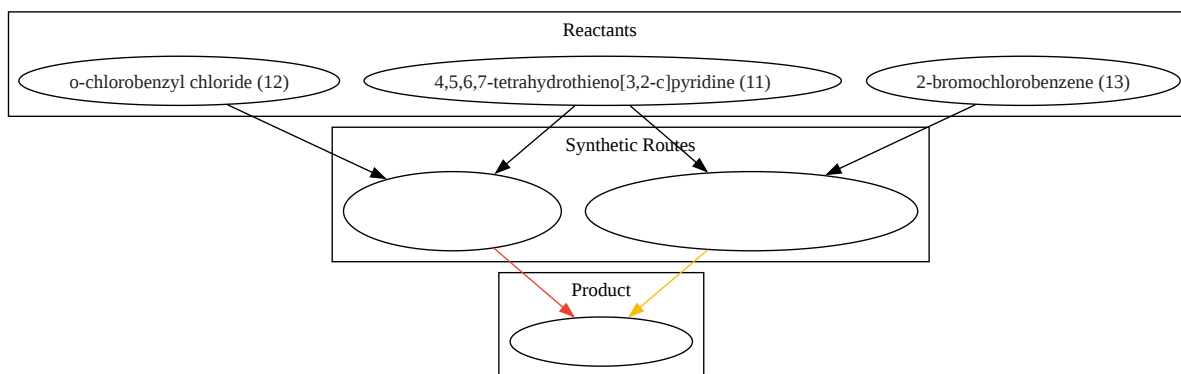 Reactants
o-chlorobenzyl chloride (12)
4,5,6,7-tetrahydrothieno[3,2-c]pyridine (11)
2-bromochlorobenzene (13)
Synthetic Routes
Product